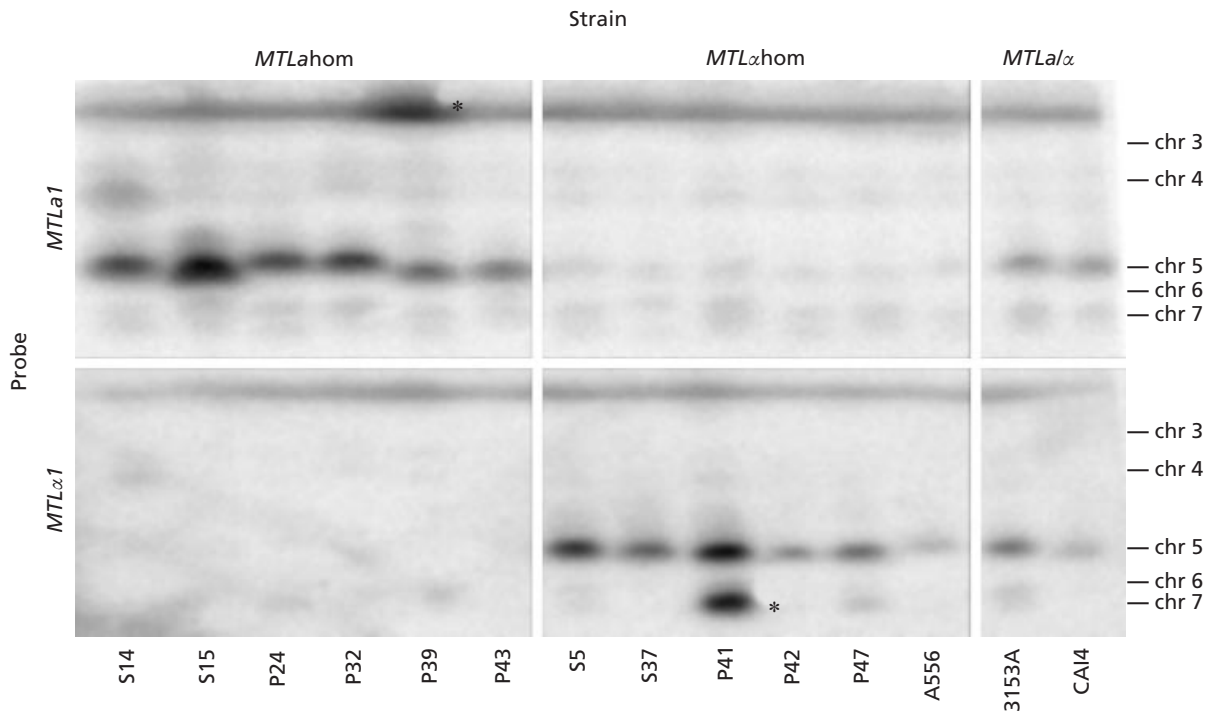 Strain
MTLahom MTLαhom MTLa/α
Probe
MTLa1
*
chr 3
chr 4
chr 5
chr 6
chr 7
MTLα1
*
chr 3
chr 4
chr 5
chr 6
chr 7
S14 S15 P24 P32 P39 P43 S5 S37 P41 P42 P47 A556 3153A CAI4